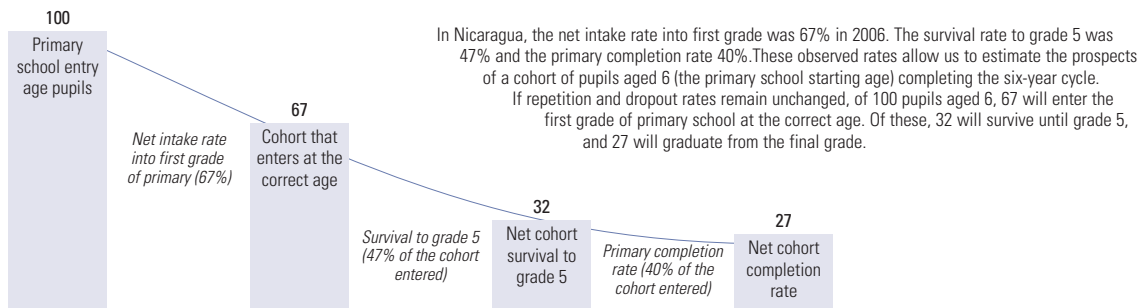 100
Primary
school entry
age pupils
Net intake rate
into first grade
of primary (67%)
67
Cohort that
enters at the
correct age
Survival to grade 5
(47% of the cohort
entered)
32
Net cohort
survival to
grade 5
Primary completion
rate (40% of the
cohort entered)
27
Net cohort
completion
rate
In Nicaragua, the net intake rate into first grade was 67% in 2006. The survival rate to grade 5 was
47% and the primary completion rate 40%.These observed rates allow us to estimate the prospects
of a cohort of pupils aged 6 (the primary school starting age) completing the six-year cycle.
If repetition and dropout rates remain unchanged, of 100 pupils aged 6, 67 will enter the
first grade of primary school at the correct age. Of these, 32 will survive until grade 5,
and 27 will graduate from the final grade.